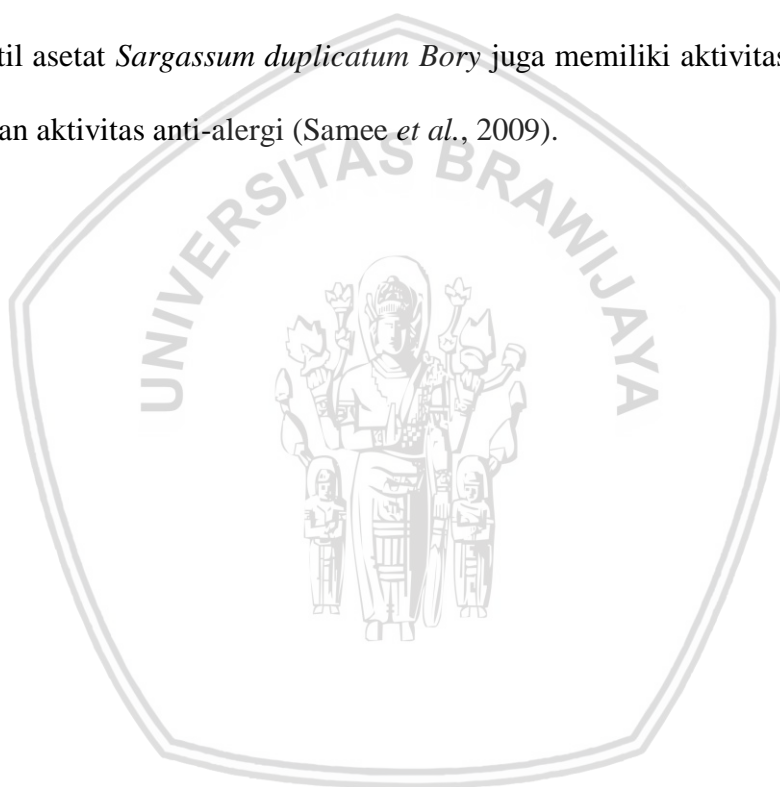 til asetat Sargassum duplicatum Bory juga memiliki aktivitas
an aktivitas anti-alergi (Samee et al., 2009).
UNIVERSITAS BRAWIJAYA